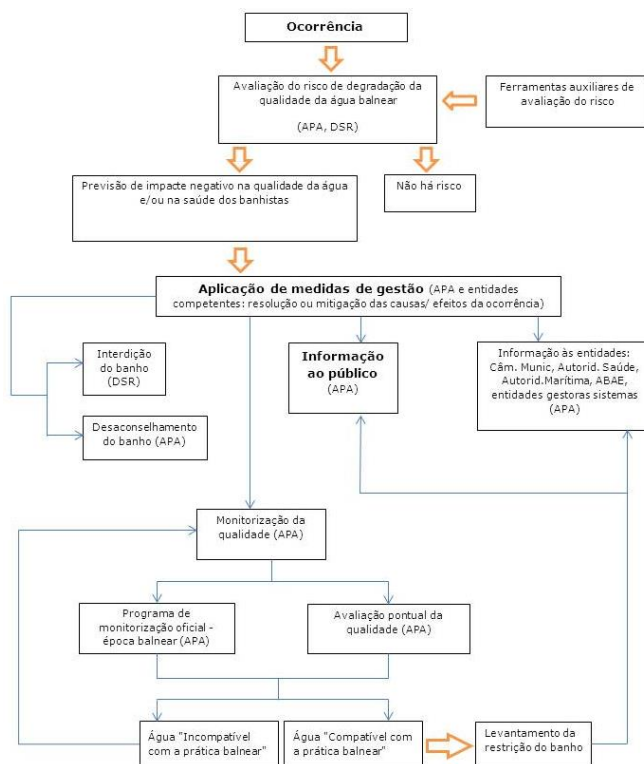 Ocorrência
Avaliação do risco de degradação da
qualidade da água balnear
(APA, DSR)
Ferramentas auxiliares de
avaliação do risco
Previsão de impacte negativo na qualidade da água
e/ou na saúde dos banhistas
Não há risco
Aplicação de medidas de gestão (APA e entidades
competentes: resolução ou mitigação das causas/ efeitos da ocorrência)
Interdição
do banho
(DSR)
Desaconselhamento
do banho (APA)
Informação
ao público
(APA)
Informação às entidades:
Câm. Munic, Autorid. Saúde,
Autorid.Marítima, ABAE,
entidades gestoras sistemas
(APA)
Monitorização da
qualidade (APA)
Programa de
monitorização oficial -
época balnear (APA)
Avaliação pontual da
qualidade (APA)
Água "Incompatível
com a prática balnear"
Água "Compatível com
a prática balnear"
Levantamento da
restrição do banho